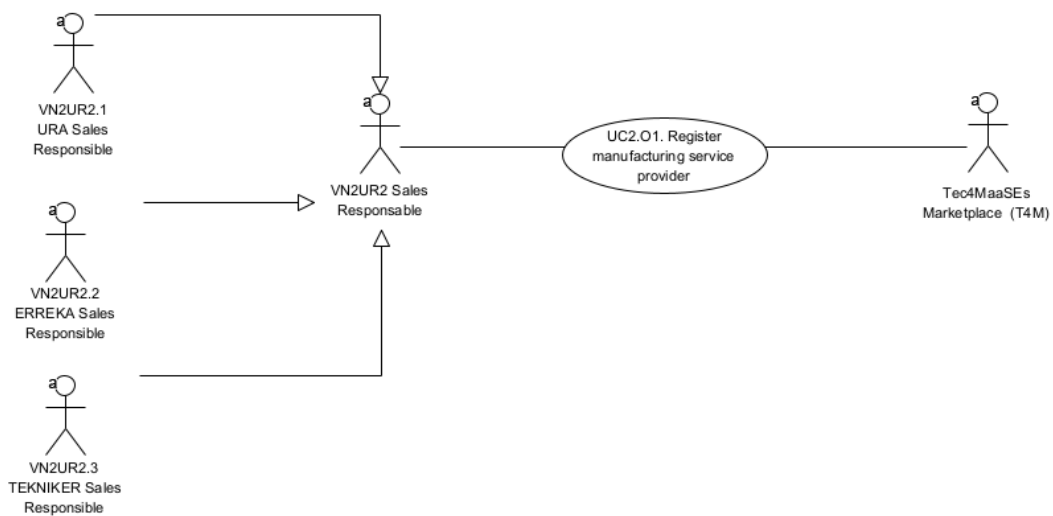 a
VN2UR2.1
URA Sales
Responsible
a
VN2UR2 Sales
Responsable
UC2.O1. Register
manufacturing service
provider
a
Tec4MaaSEs
Marketplace (T4M)
a
VN2UR2.2
ERREKA Sales
Responsible
a
VN2UR2.3
TEKNIKER Sales
Responsible